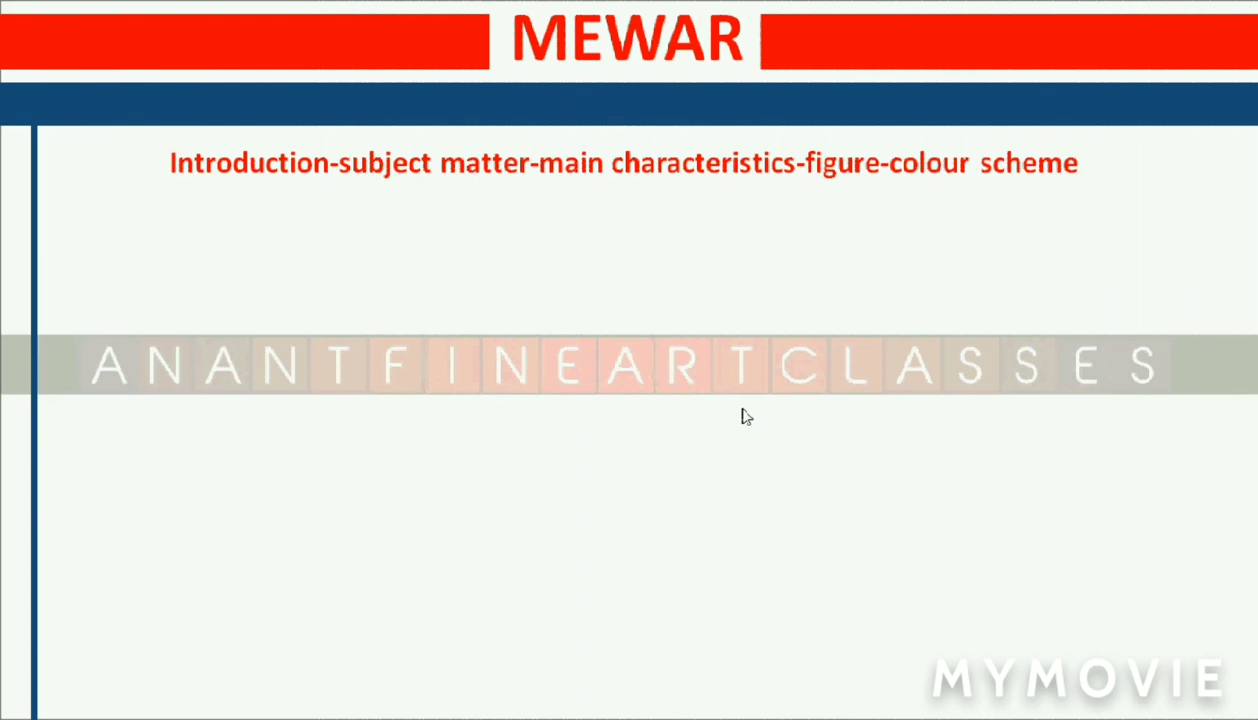 MEWAR
Introduction-subject matter-main characteristics-figure-colour scheme
ANANTFINEARTCLASSES
MYMOVIE